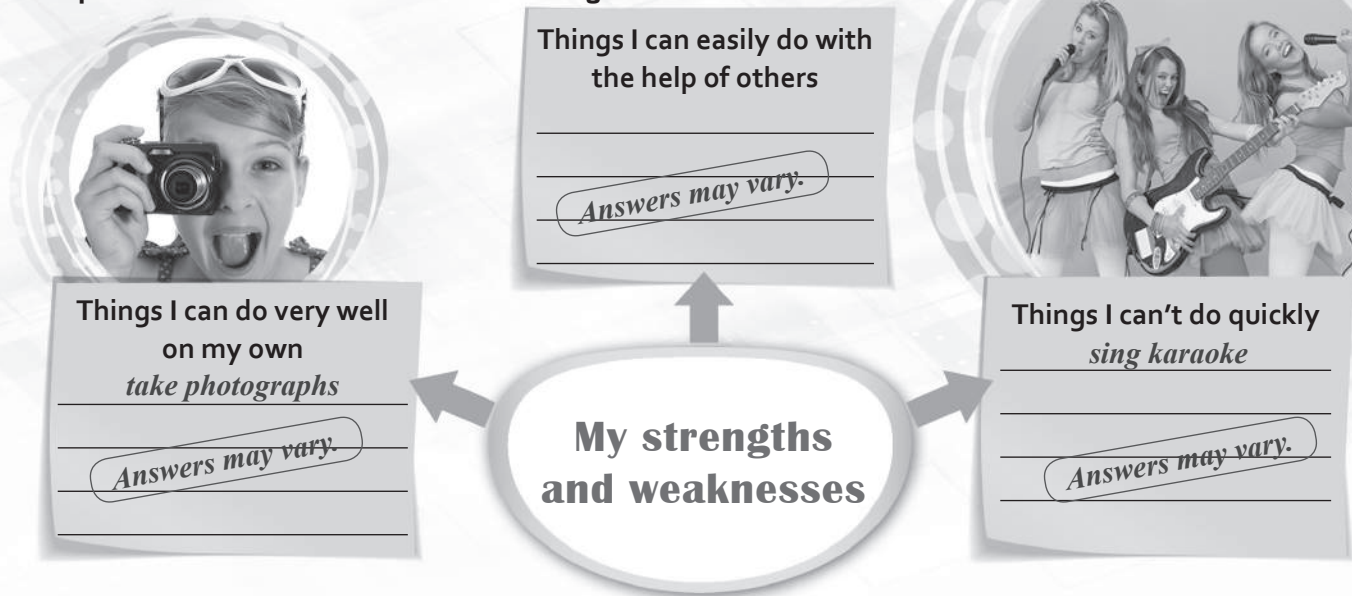 Things I can easily do with
the help of others
Answers may vary.
Things I can do very well
on my own
take photographs
Answers may vary.
My strengths
and weaknesses
Things I can't do quickly
sing karaoke
Answers may vary.